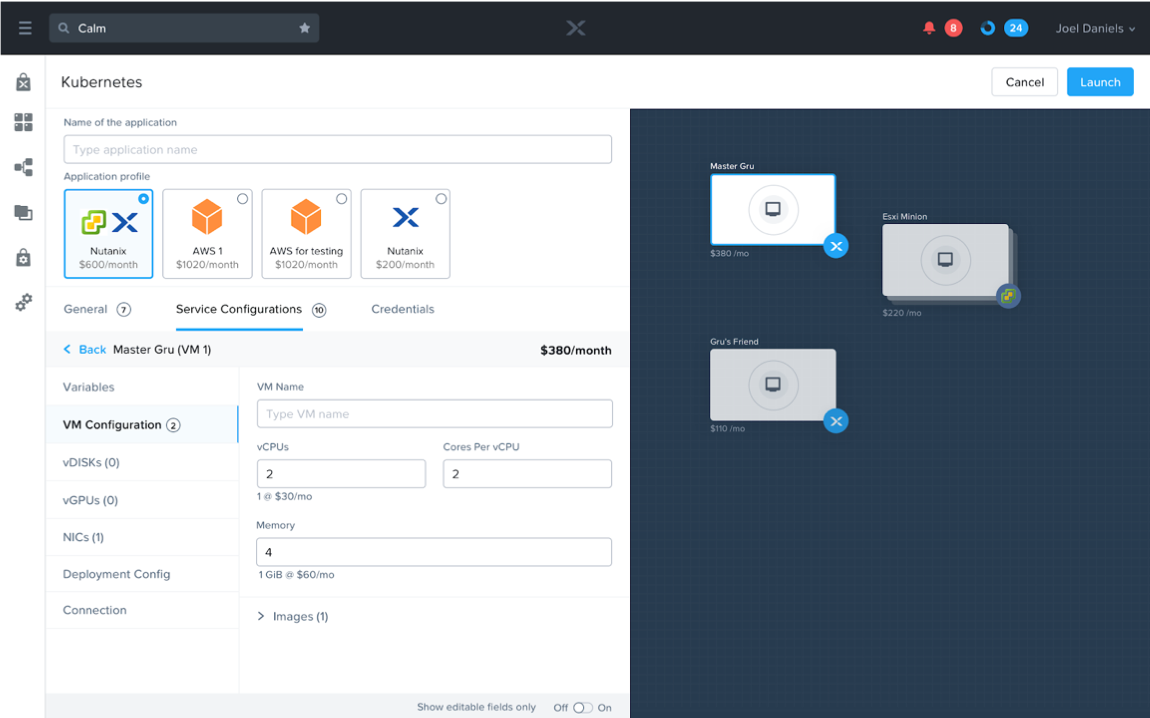 Calm
8
24
Joel Daniels
Kubernetes
Cancel
Launch
Name of the application
Type application name
Application profile
Nutanix
$600/month
AWS 1
$1020/month
AWS for testing
$1020/month
Nutanix
$200/month
General 7
Service Configurations 10
Credentials
Back Master Gru (VM 1)
$380/month
Variables
VM Configuration 2
vDISKs (0)
vGPUs (0)
NICs (1)
Deployment Config
Connection
VM Name
Type VM name
vCPUs
2
1 @ $30/mo
Cores Per vCPU
2
Memory
4
1 GiB @ $60/mo
Images (1)
Show editable fields only Off On
Master Gru
$380 /mo
Esxi Minion
$220 /mo
Gru's Friend
$110 /mo